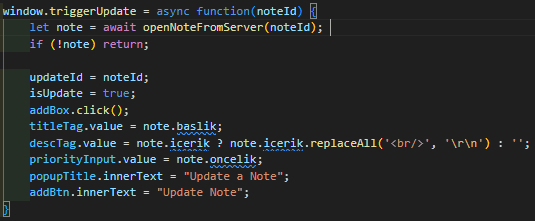 window.triggerUpdate = async function(noteId) {
let note = await openNoteFromServer(noteId);
if (!note) return;
updateId = noteId;
isUpdate = true;
addBox.click();
titleTag.value = note.baslik;
descTag.value = note.icerik ? note.icerik.replaceAll('<br/>', '\r\n') : '';
priorityInput.value = note.oncelik;
popupTitle.innerText = "Update a Note";
addBtn.innerText = "Update Note";
}